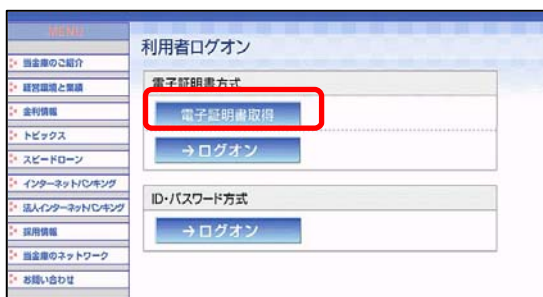 MENU
当金庫のご紹介
経営環境と業績
金利情報
トピックス
スピードローン
インターネットバンキング
法人インターネットバンキング
採用情報
当金庫のネットワーク
お問い合わせ
利用者ログオン
電子証明書方式
電子証明書取得
→ログオン
ID・パスワード方式
→ログオン